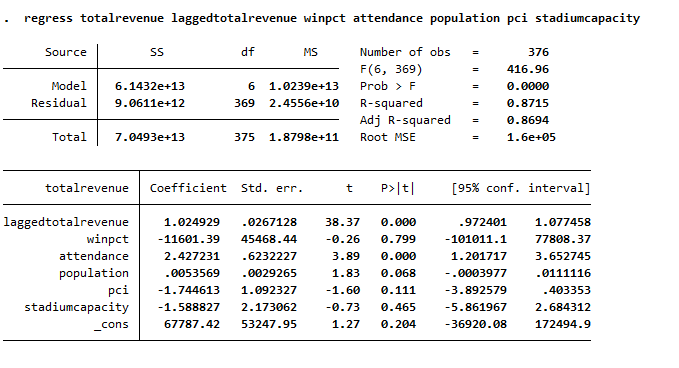 . regress totalrevenue laggedtotalrevenue winpct attendance population pci stadiumcapacity
Source SS df MS Number of obs = 376
F(6, 369) = 416.96
Model 6.1432e+13 6 1.0239e+13 Prob > F = 0.0000
Residual 9.0611e+12 369 2.4556e+10 R-squared = 0.8715
Adj R-squared = 0.8694
Total 7.0493e+13 375 1.8798e+11 Root MSE = 1.6e+05
totalrevenue Coefficient Std. err. t P>|t| [95% conf. interval]
laggedtotalrevenue 1.024929 .0267128 38.37 0.000 .972401 1.077458
winpct -11601.39 45468.44 -0.26 0.799 -101011.1 77808.37
attendance 2.427231 .6232227 3.89 0.000 1.201717 3.652745
population .0053569 .0029265 1.83 0.068 -.0003977 .0111116
pci -1.744613 1.092327 -1.60 0.111 -3.892579 .403353
stadiumcapacity -1.588827 2.173062 -0.73 0.465 -5.861967 2.684312
_cons 67787.42 53247.95 1.27 0.204 -36920.08 172494.9